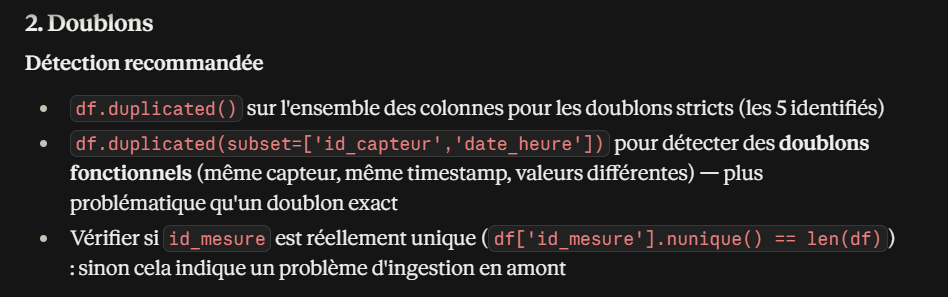 2. Doublons
Détection recommandée
• df.duplicated() sur l'ensemble des colonnes pour les doublons stricts (les 5 identifiés)
• df.duplicated(subset=['id_capteur','date_heure']) pour détecter des doublons
fonctionnels (même capteur, même timestamp, valeurs différentes) — plus
problématique qu'un doublon exact
• Vérifier si id_mesure est réellement unique (df['id_mesure'].nunique() == len(df))
: sinon cela indique un problème d'ingestion en amont